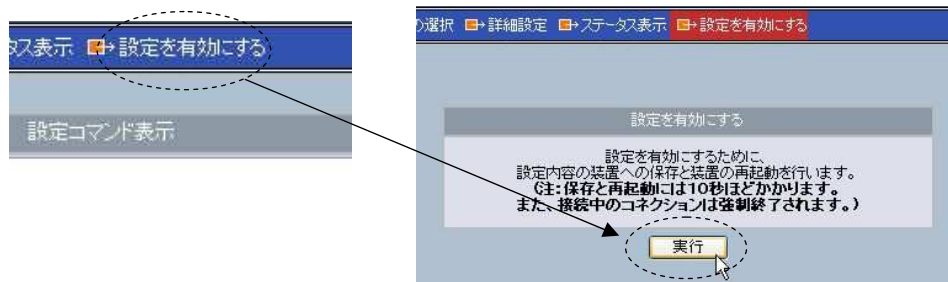 タス表示 設定を有効にする
設定コマンド表示
の選択 詳細設定 ステータス表示 設定を有効にする
設定を有効にする
設定を有効にするために、
設定内容の装置への保存と装置の再起動を行います。
(注:保存と再起動には10秒ほどかかります。
また、接続中のコネクションは強制終了されます。)
実行